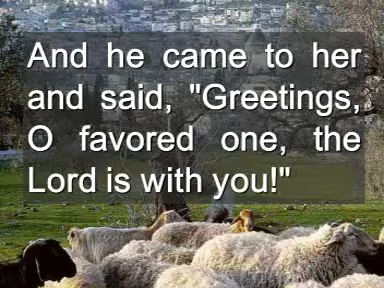 And he came to her
and said, "Greetings,
O favored one, the
Lord is with you!"